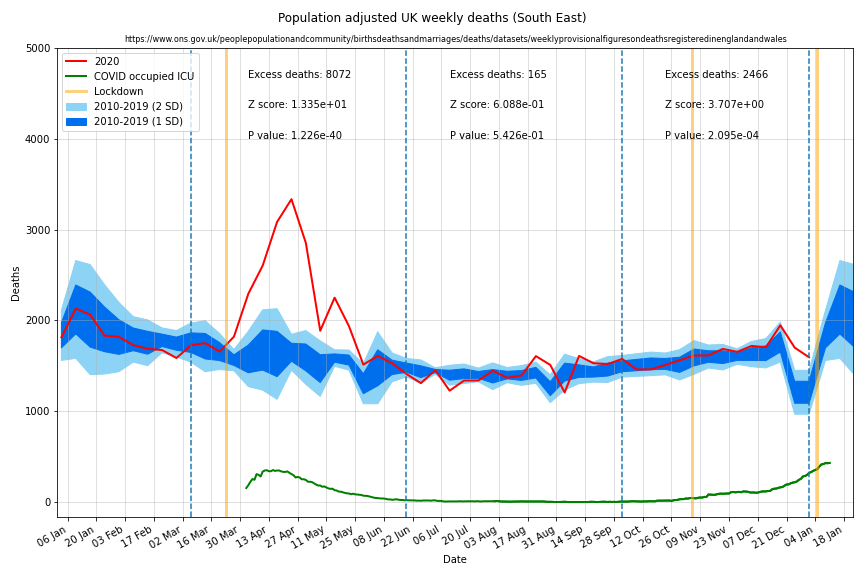 Population adjusted UK weekly deaths (South East)
https://www.ons.gov.uk/peoplepopulationandcommunity/birthsdeathsandmarriages/deaths/datasets/weeklyprovisionalfiguresondeathsregisteredinenglandandwales
5000
4000
3000
2000
1000
0
Deaths
2020
COVID occupied ICU
Lockdown
2010-2019 (2 SD)
2010-2019 (1 SD)
Excess deaths: 8072
Z score: 1.335e+01
P value: 1.226e-40
Excess deaths: 165
Z score: 6.088e-01
P value: 5.426e-01
Excess deaths: 2466
Z score: 3.707e+00
P value: 2.095e-04
06 Jan
20 Jan
03 Feb
17 Feb
02 Mar
16 Mar
30 Mar
13 Apr
27 Apr
11 May
25 May
08 Jun
22 Jun
06 Jul
20 Jul
03 Aug
17 Aug
31 Aug
14 Sep
28 Sep
12 Oct
26 Oct
09 Nov
23 Nov
07 Dec
21 Dec
04 Jan
18 Jan
Date